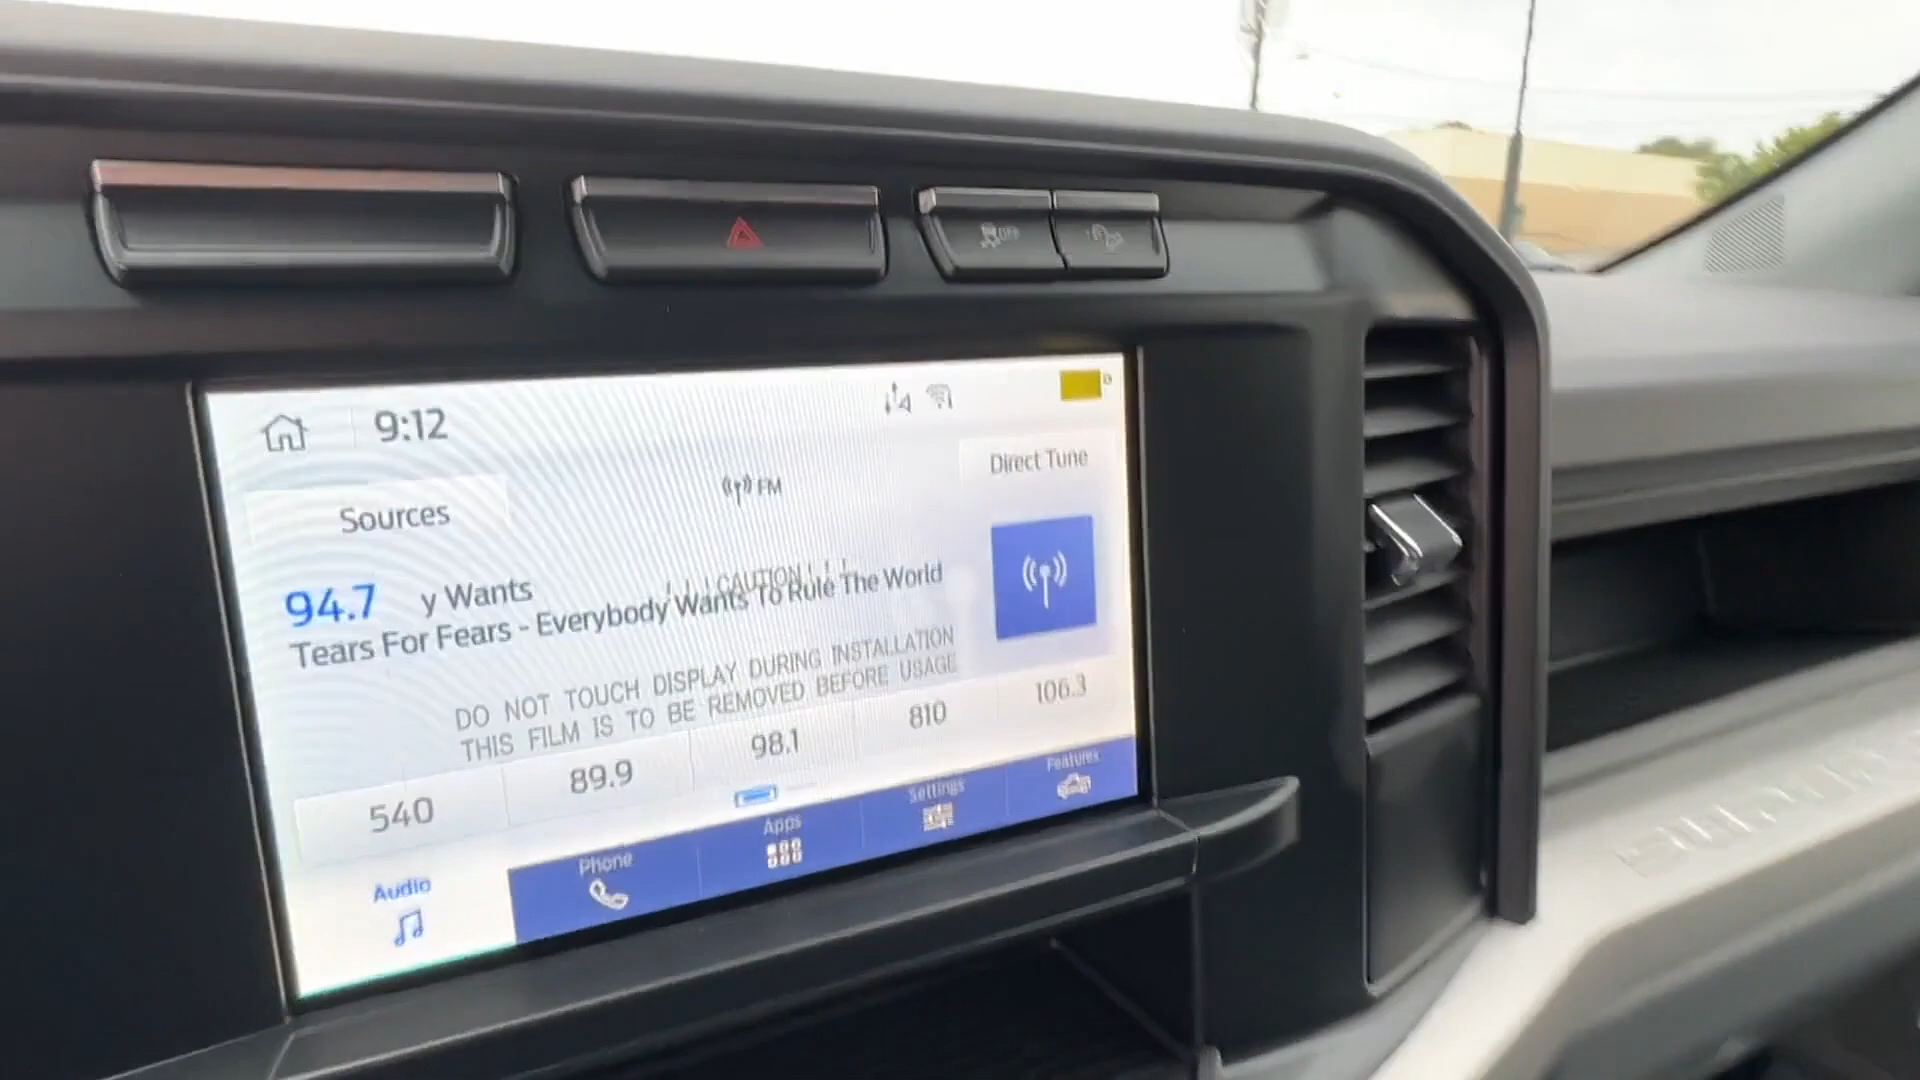 OFF
9:12
FM
Direct Tune
Sources
94.7 y Wants
! ! ! CAUTION ! ! !
Tears For Fears - Everybody Wants To Rule The World
DO NOT TOUCH DISPLAY DURING INSTALLATION
THIS FILM IS TO BE REMOVED BEFORE USAGE
540 89.9 98.1 810 106.3
Audio Phone Apps Settings Features